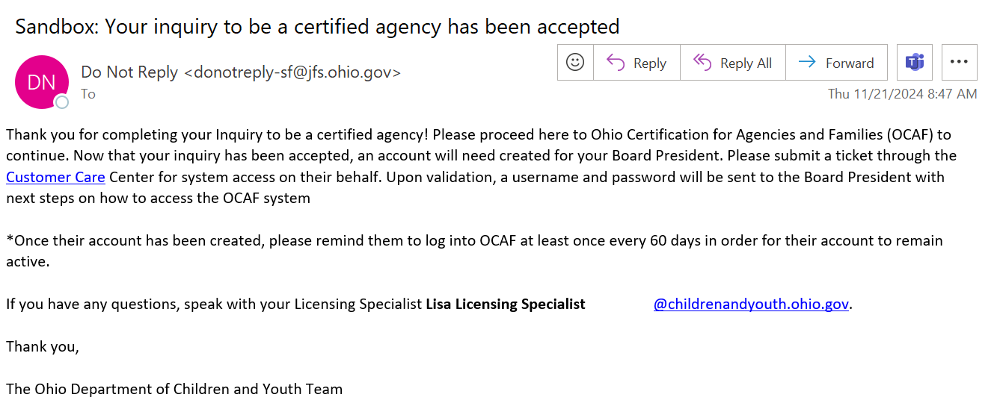 Sandbox: Your inquiry to be a certified agency has been accepted
DN
Do Not Reply <donotreply-sf@jfs.ohio.gov>
To
Reply
Reply All
Forward
Thu 11/21/2024 8:47 AM
Thank you for completing your Inquiry to be a certified agency! Please proceed here to Ohio Certification for Agencies and Families (OCAF) to
continue. Now that your inquiry has been accepted, an account will need created for your Board President. Please submit a ticket through the
Customer Care Center for system access on their behalf. Upon validation, a username and password will be sent to the Board President with
next steps on how to access the OCAF system
*Once their account has been created, please remind them to log into OCAF at least once every 60 days in order for their account to remain
active.
If you have any questions, speak with your Licensing Specialist Lisa Licensing Specialist @childrenandyouth.ohio.gov.
Thank you,
The Ohio Department of Children and Youth Team